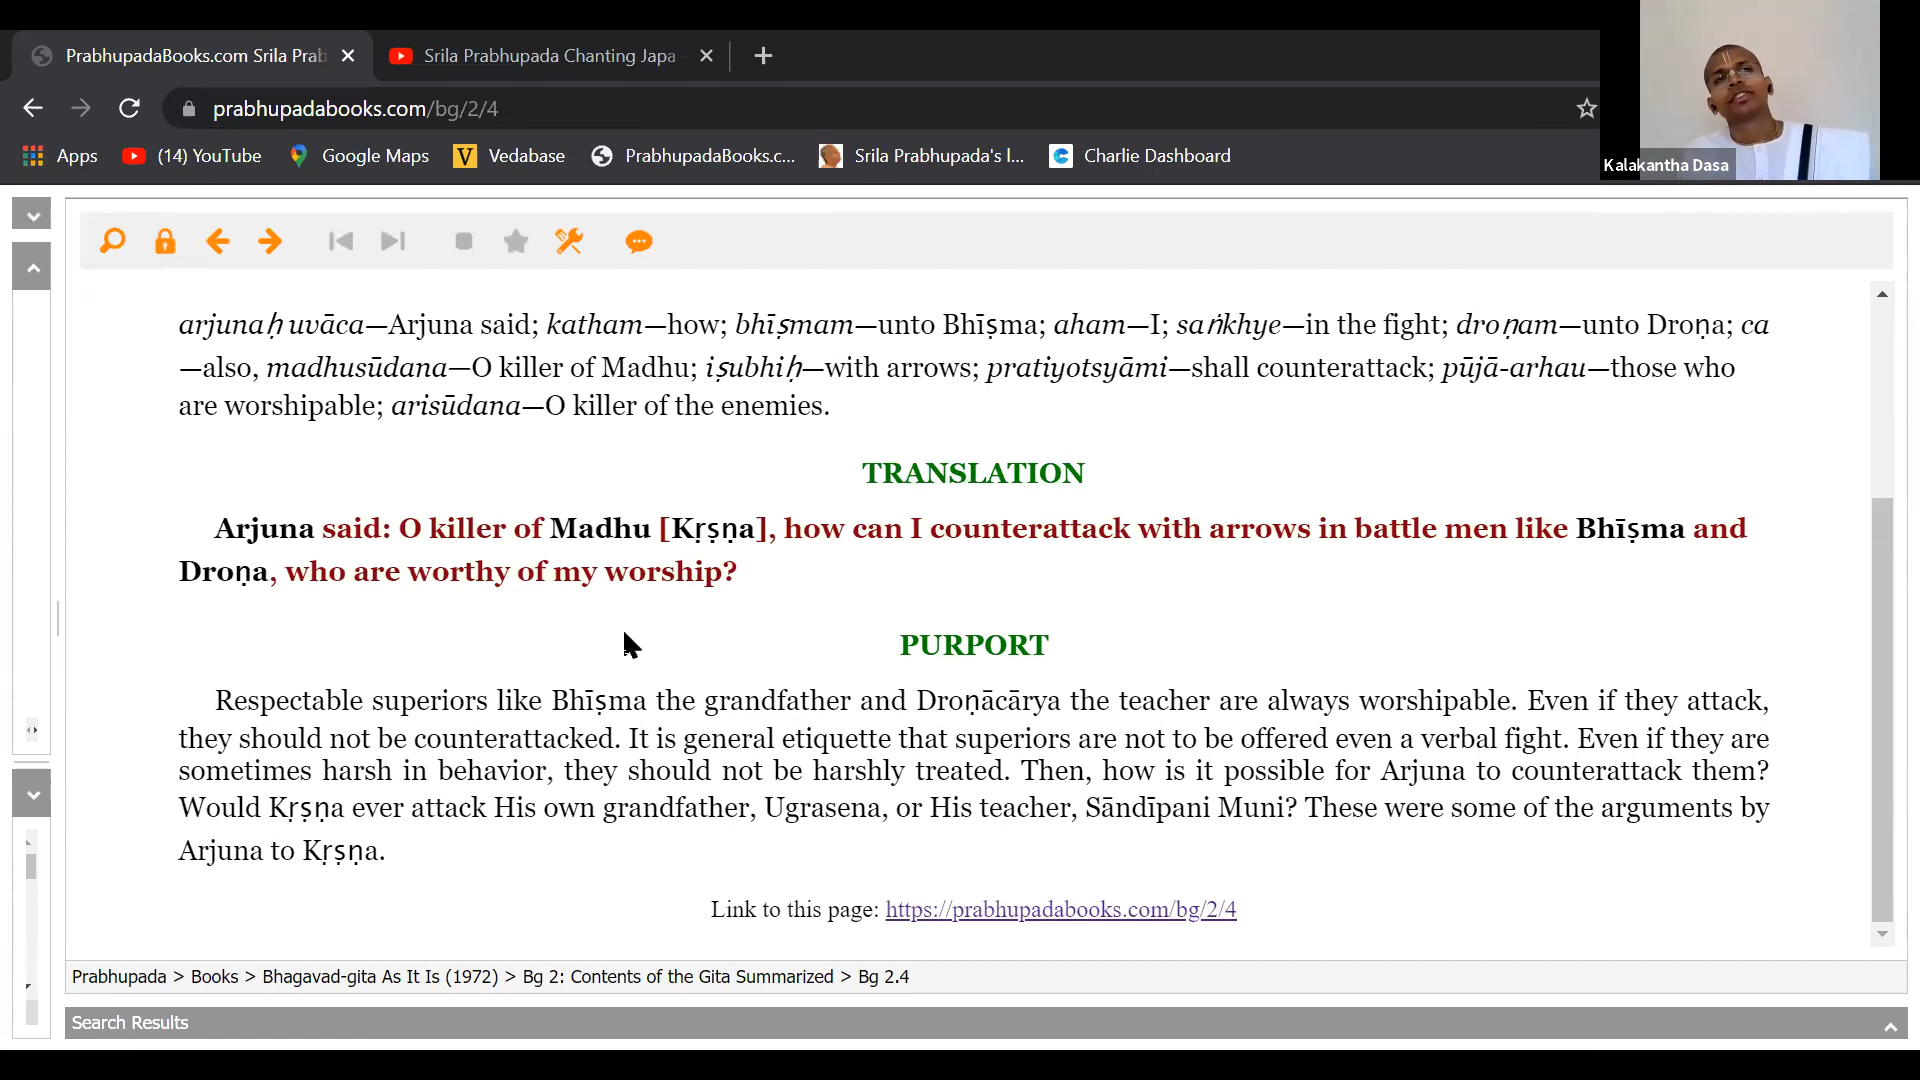 PrabhupadaBooks.com Srila Prab
Srila Prabhupada Chanting Japa
prabhupadabooks.com/bg/2/4
Apps (14) YouTube Google Maps Vedabase PrabhupadaBooks.c... Srila Prabhupada's l... Charlie Dashboard
Kalakantha Dasa
arjunaḥ uvāca—Arjuna said; katham—how; bhīṣmam—unto Bhīṣma; aham—I; saṅkhye—in the fight; droṇam—unto Droṇa; ca
—also, madhusūdana—O killer of Madhu; iṣubhiḥ—with arrows; pratiyotsyāmi—shall counterattack; pūjā-arhau—those who
are worshipable; arisūdana—O killer of the enemies.
TRANSLATION
Arjuna said: O killer of Madhu [Kṛṣṇa], how can I counterattack with arrows in battle men like Bhīṣma and
Droṇa, who are worthy of my worship?
PURPORT
Respectable superiors like Bhīṣma the grandfather and Droṇācārya the teacher are always worshipable. Even if they attack,
they should not be counterattacked. It is general etiquette that superiors are not to be offered even a verbal fight. Even if they are
sometimes harsh in behavior, they should not be harshly treated. Then, how is it possible for Arjuna to counterattack them?
Would Kṛṣṇa ever attack His own grandfather, Ugrasena, or His teacher, Sāndīpani Muni? These were some of the arguments by
Arjuna to Kṛṣṇa.
Link to this page: https://prabhupadabooks.com/bg/2/4
Prabhupada > Books > Bhagavad-gita As It Is (1972) > Bg 2: Contents of the Gita Summarized > Bg 2.4
Search Results